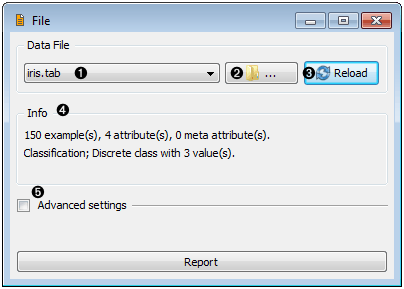 File
Data File
iris.tab ❶ ❷ ... ❸ Reload
Info ❹
150 example(s), 4 attribute(s), 0 meta attribute(s).
Classification; Discrete class with 3 value(s).
❺
Advanced settings
Report